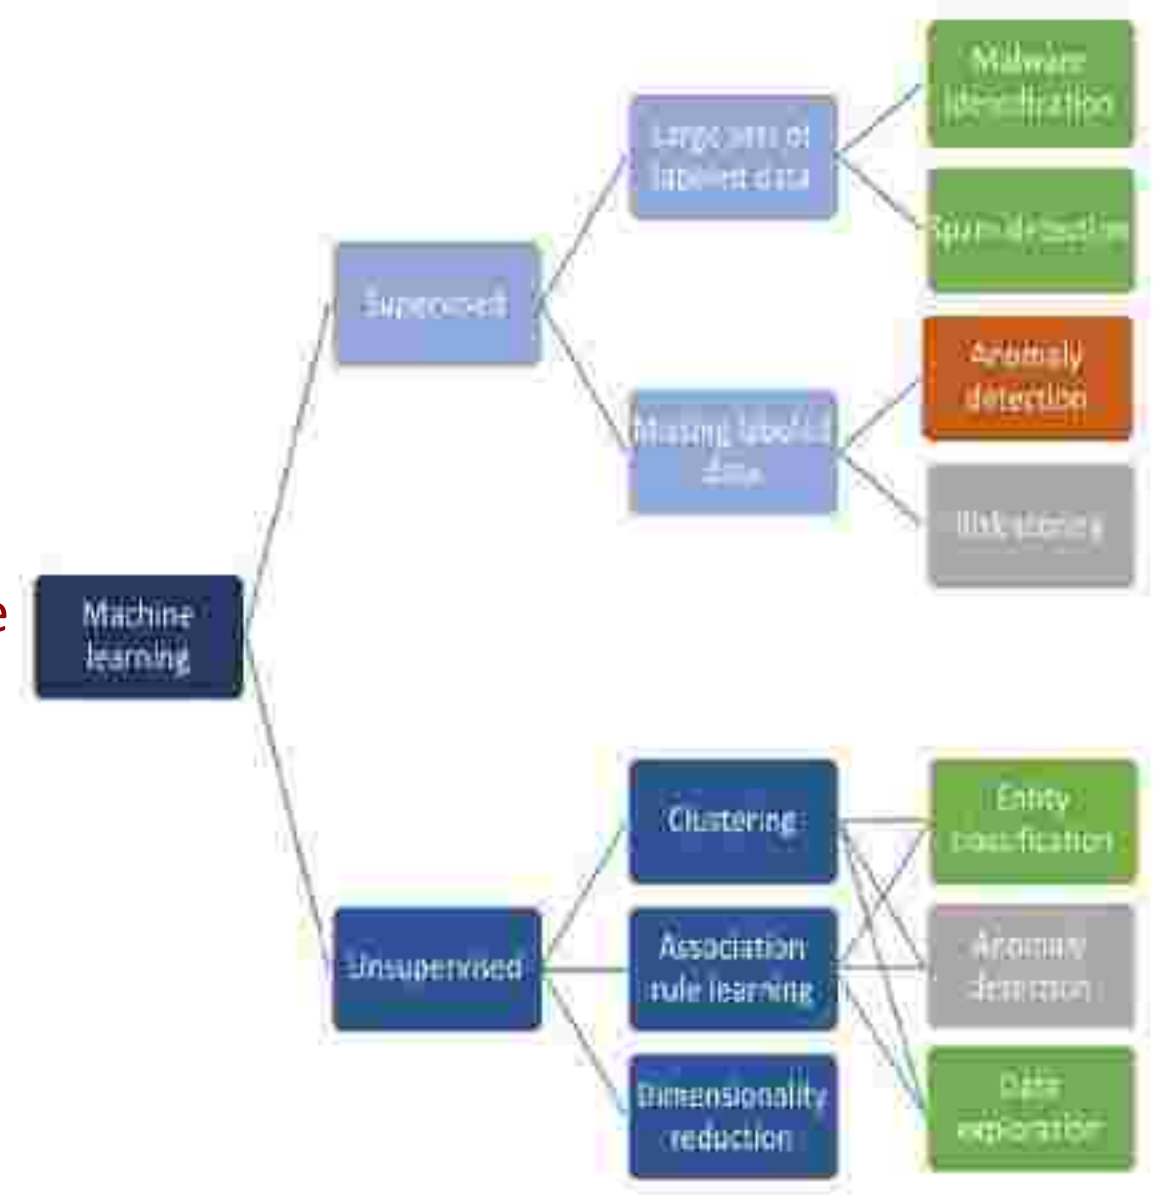 Malware
identification
Large sets of
labeled data
Spam detection
Supervised
Anomaly
detection
Missing labeled
data
Risk scoring
e
Machine
learning
Clustering
Entity
classification
Unsupervised
Association
rule learning
Anomaly
detection
Dimensionality
reduction
Data
exploration